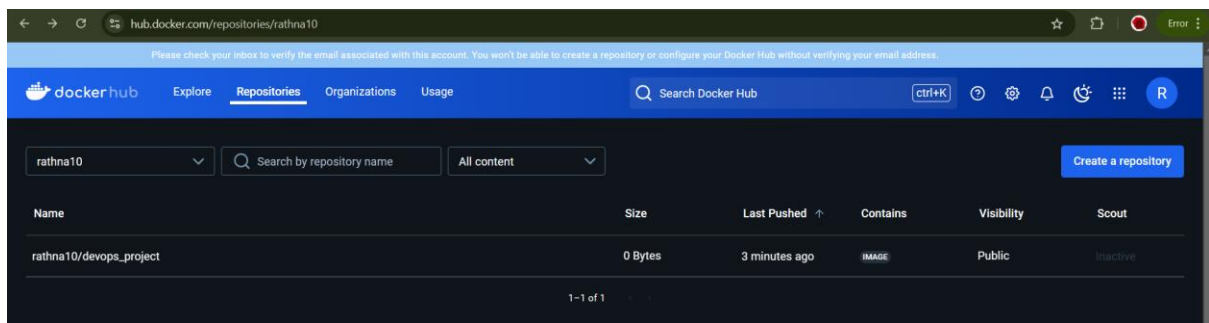 hub.docker.com/repositories/rathna10 Error
Please check your inbox to verify the email associated with this account. You won't be able to create a repository or configure your Docker Hub without verifying your email address.
dockerhub Explore Repositories Organizations Usage Search Docker Hub ctrl+K R
rathna10 Search by repository name All content Create a repository
Name Size Last Pushed Contains Visibility Scout
rathna10/devops_project 0 Bytes 3 minutes ago IMAGE Public Inactive
1–1 of 1